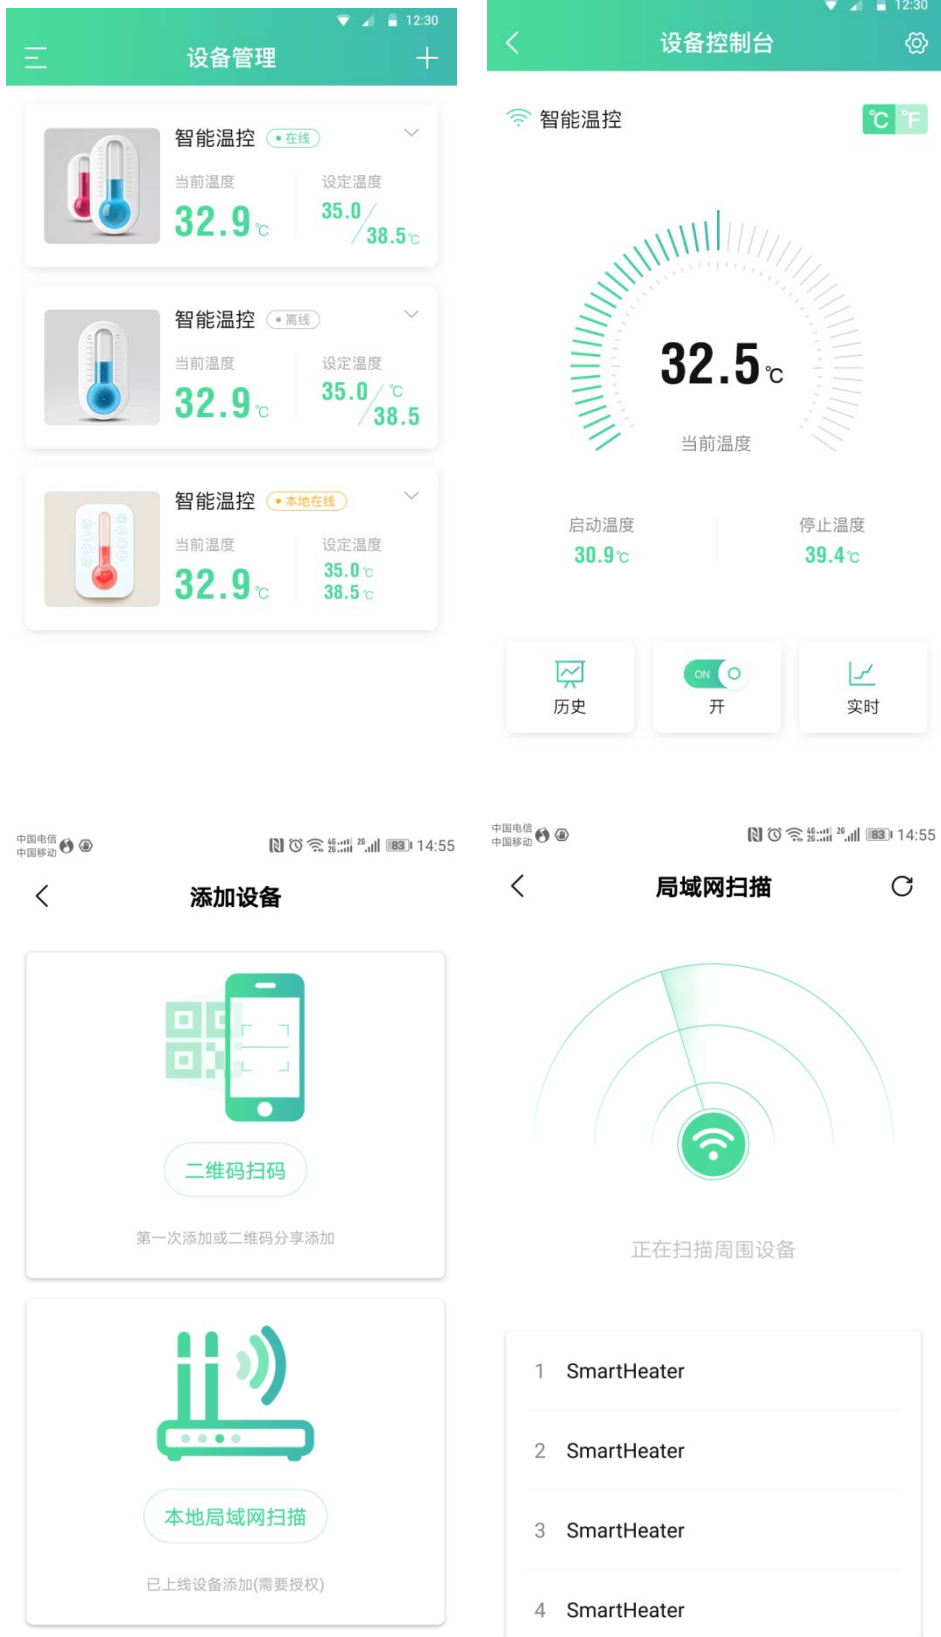 12:30
设备管理
智能温控
在线
当前温度
设定温度
32.9℃
35.0/
38.5℃
智能温控
离线
当前温度
设定温度
32.9℃
35.0/℃
38.5
智能温控
本地在线
当前温度
设定温度
32.9℃
35.0℃
38.5℃
12:30
设备控制台
智能温控
℃ ℉
32.5℃
当前温度
启动温度
停止温度
30.9℃
39.4℃
ON
历史
开
实时
中国电信
中国移动
4G 2G
2G
83
14:55
添加设备
二维码扫码
第一次添加或二维码分享添加
本地局域网扫描
已上线设备添加(需要授权)
中国电信
中国移动
4G 2G
2G
83
14:55
局域网扫描
正在扫描周围设备
1 SmartHeater
2 SmartHeater
3 SmartHeater
4 SmartHeater